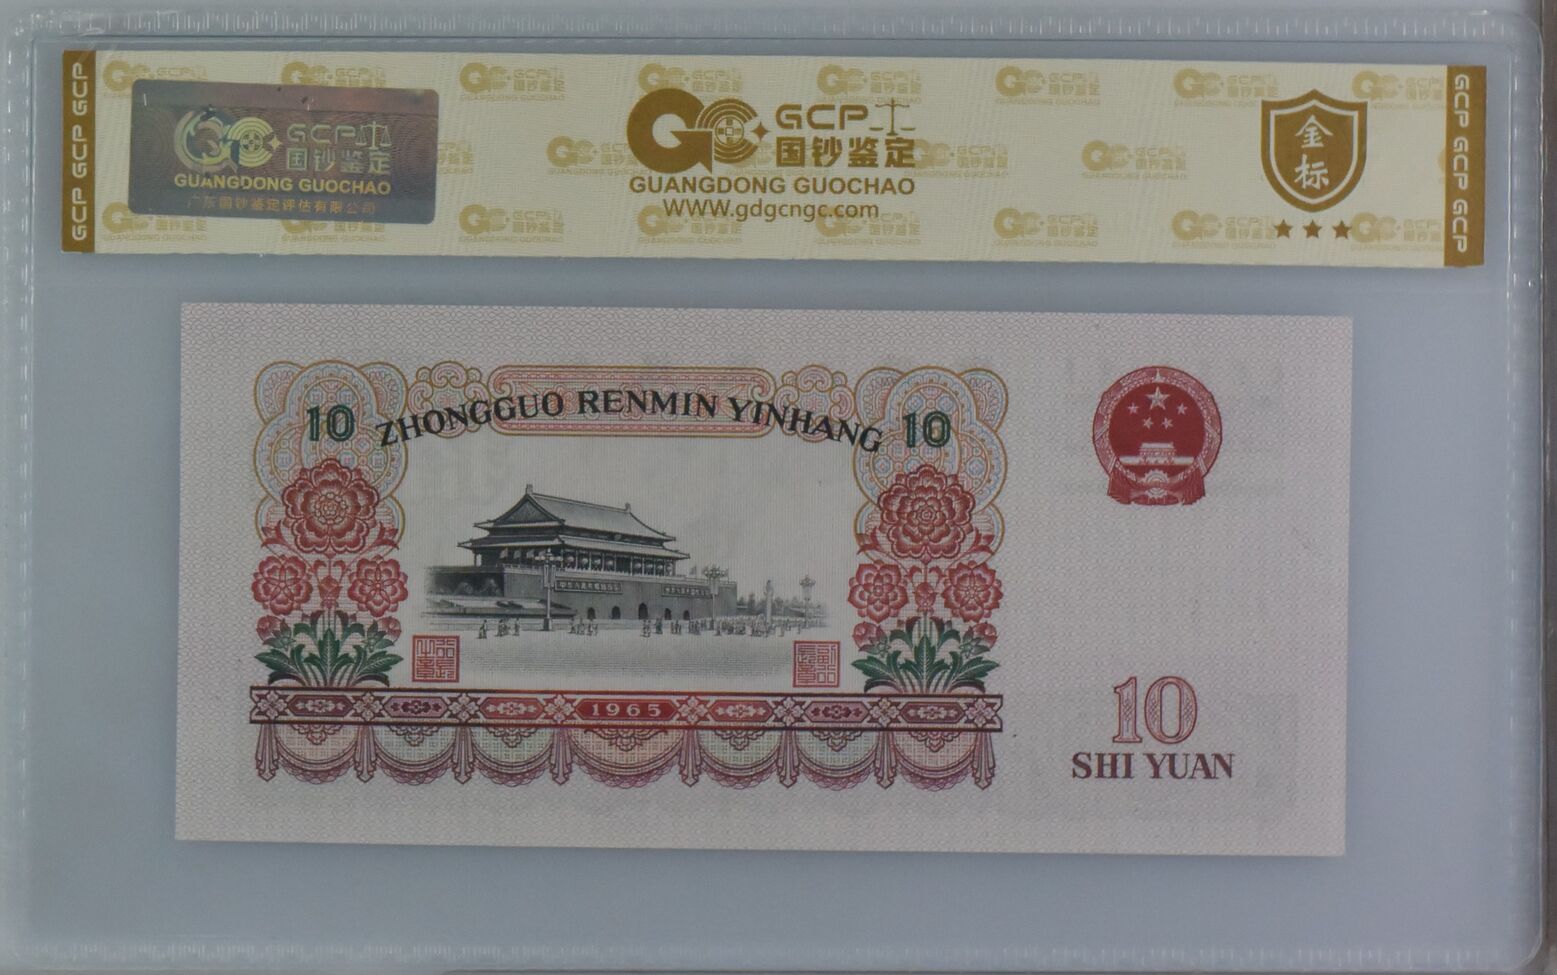 GCP GCP GCP
GCP
国钞鉴定
GUANGDONG GUOCHAO
广东国钞鉴定评估有限公司
GCP
国钞鉴定
GUANGDONG GUOCHAO
WWW.gdgcngc.com
金
标
GCP GCP GCP
10 ZHONGGUO RENMIN YINHANG 10
1965
10
SHI YUAN